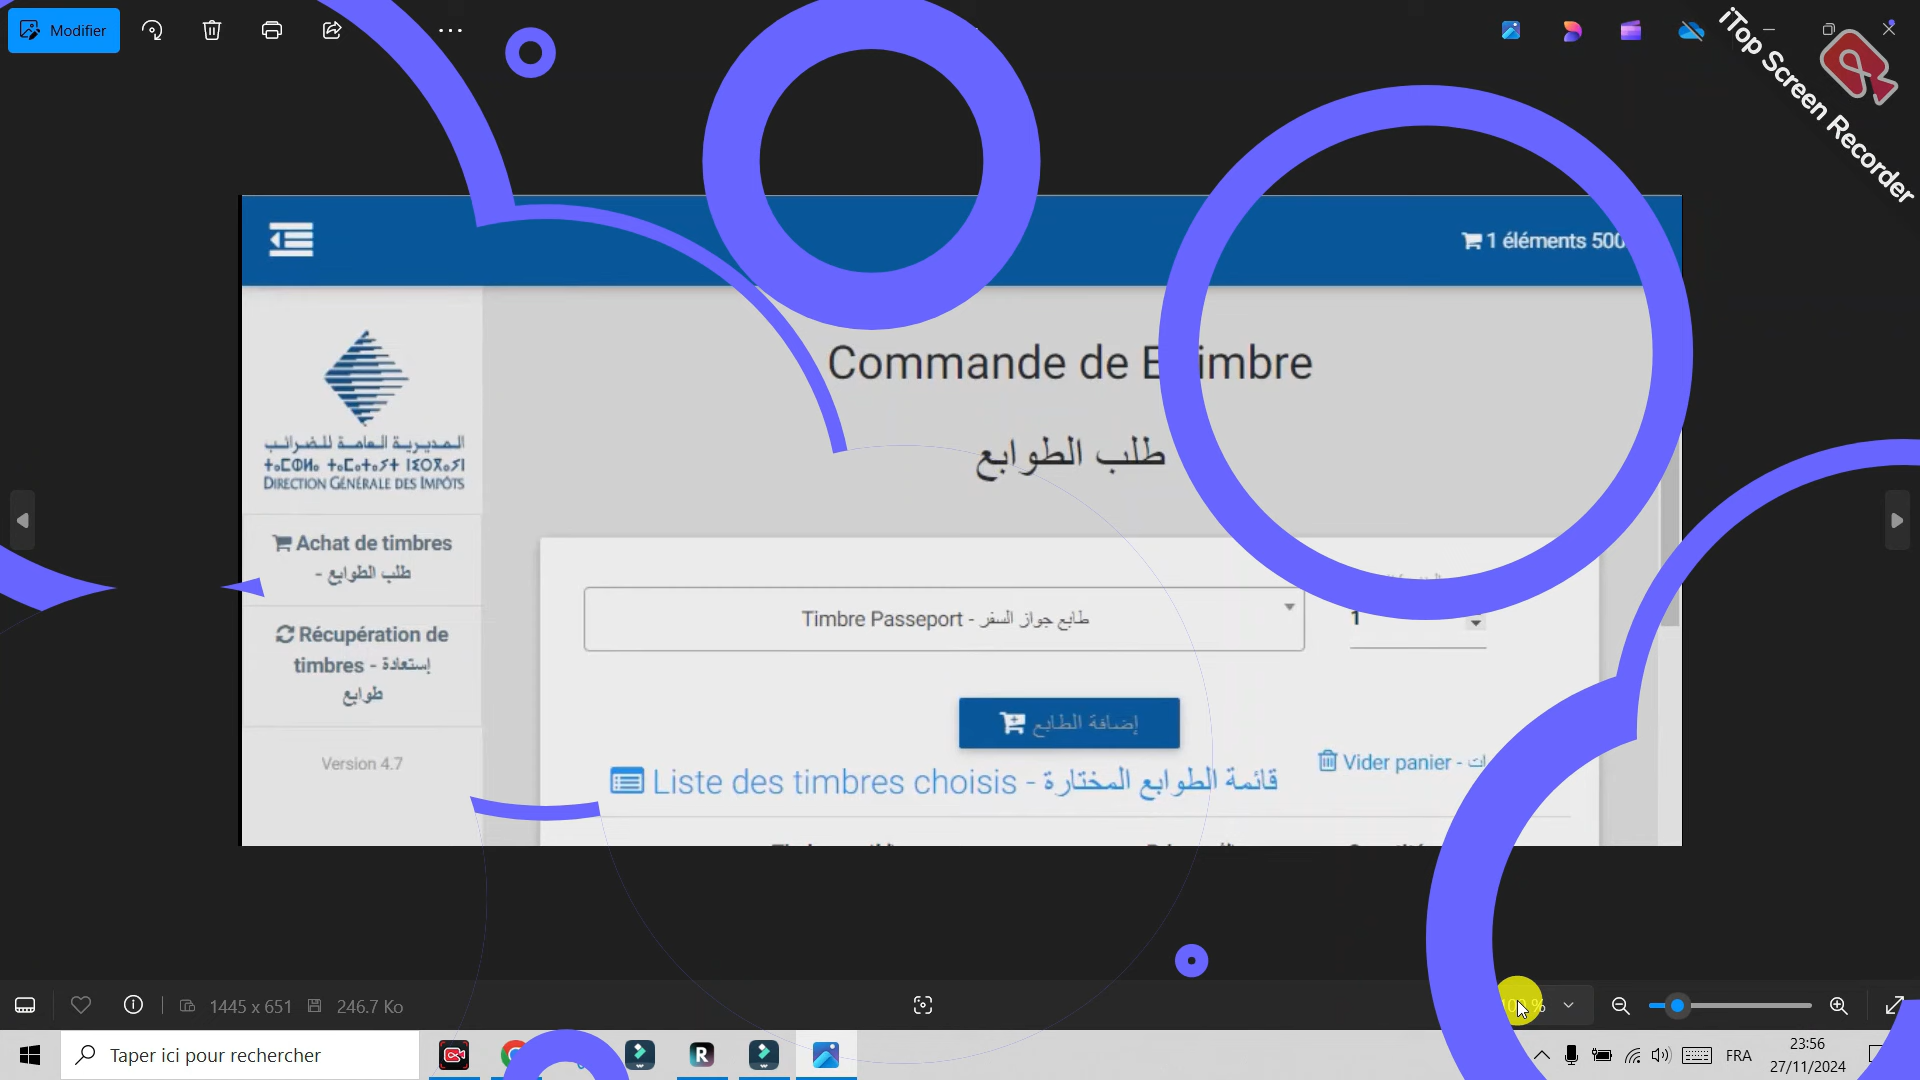 Modifier
iTop Screen Recorder
1 éléments 500
Commande de E imbre
طلب الطوابع
المديرية العامة للضرائب
ⵜⴰⵎⵀⵍⴰ ⵜⴰⵎⴰⵜⴰⵢⵜ ⵏⵉⵔⴳⴰⵢⵏ
DIRECTION GÉNÉRALE DES IMPÔTS
Achat de timbres
- طلب الطوابع
Récupération de
timbres - إستعادة
طوابع
Version 4.7
Timbre Passeport - طابع جواز السفر
1
إضافة الطابع
Vider panier -
Liste des timbres choisis - قائمة الطوابع المختارة
1445 x 651
246.7 Ko
Taper ici pour rechercher
FRA
23:56
27/11/2024